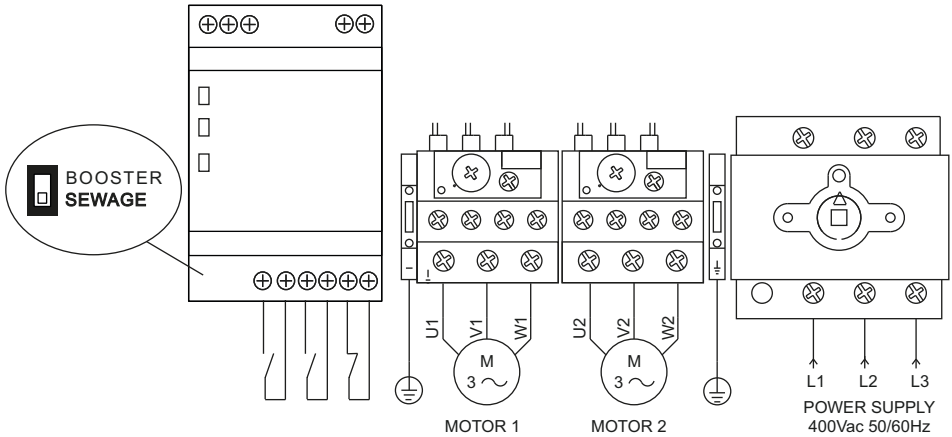 BOOSTER
SEWAGE
U1
V1
W1
U2
V2
W2
M
3
M
3
MOTOR 1
MOTOR 2
L1
L2
L3
POWER SUPPLY
400Vac 50/60Hz